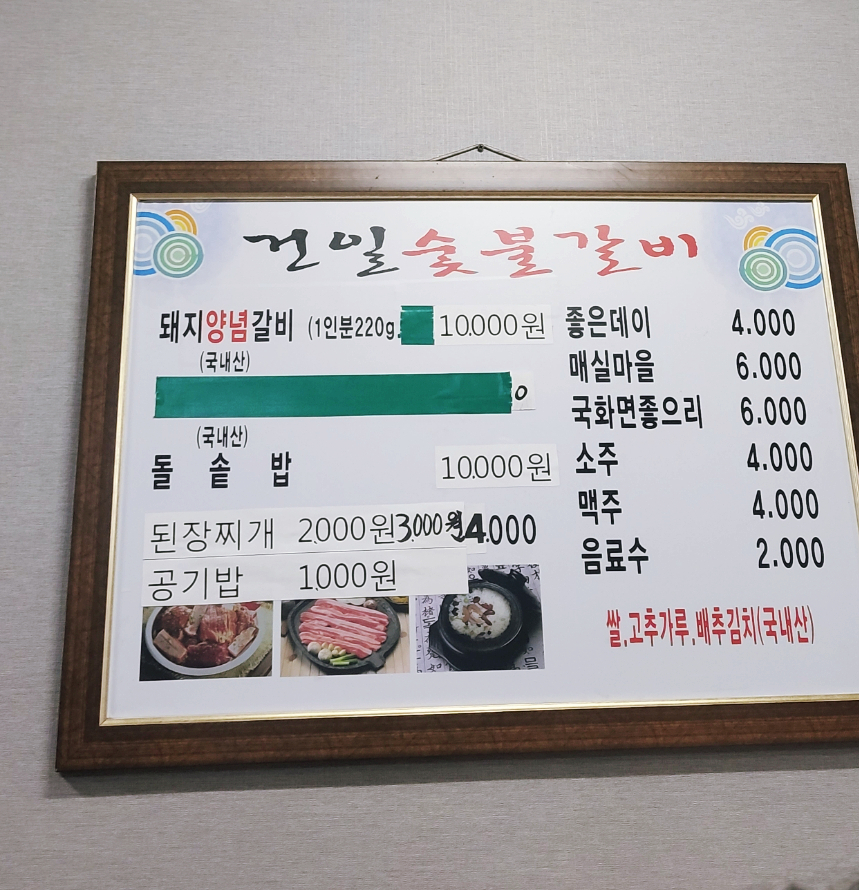 건일숯불갈비
돼지양념갈비 (1인분220g, 10.000원
(국내산)
0
(국내산)
돌 솥 밥 10.000원
된장찌개 2.000원 3.000원 4.000
공기밥 1.000원
좋은데이 4.000
매실마을 6.000
국화면좋으리 6.000
소주 4.000
맥주 4.000
음료수 2.000
쌀,고추가루,배추김치(국내산)